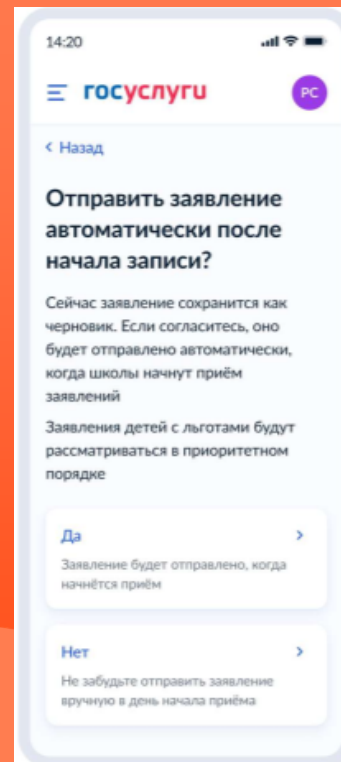 14:20
госуслуги
РС
Назад
Отправить заявление
автоматически после
начала записи?
Сейчас заявление сохранится как
черновик. Если согласитесь, оно
будет отправлено автоматически,
когда школы начнут приём
заявлений
Заявления детей с льготами будут
рассматриваться в приоритетном
порядке
Да
Заявление будет отправлено, когда
начнётся приём
Нет
Не забудьте отправить заявление
вручную в день начала приёма